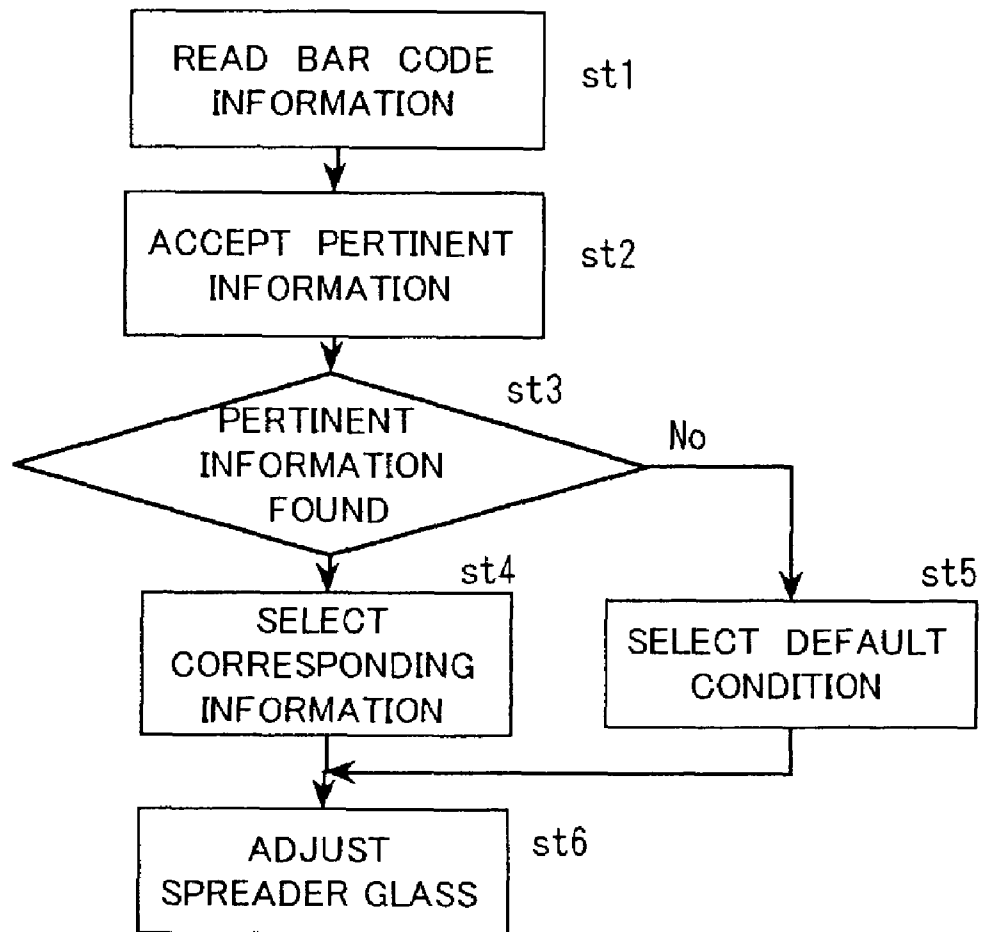 READ BAR CODE
INFORMATION
st1
ACCEPT PERTINENT
INFORMATION
st2
st3
PERTINENT
INFORMATION
FOUND
No
st4
SELECT
CORRESPONDING
INFORMATION
st5
SELECT DEFAULT
CONDITION
ADJUST
SPREADER GLASS
st6